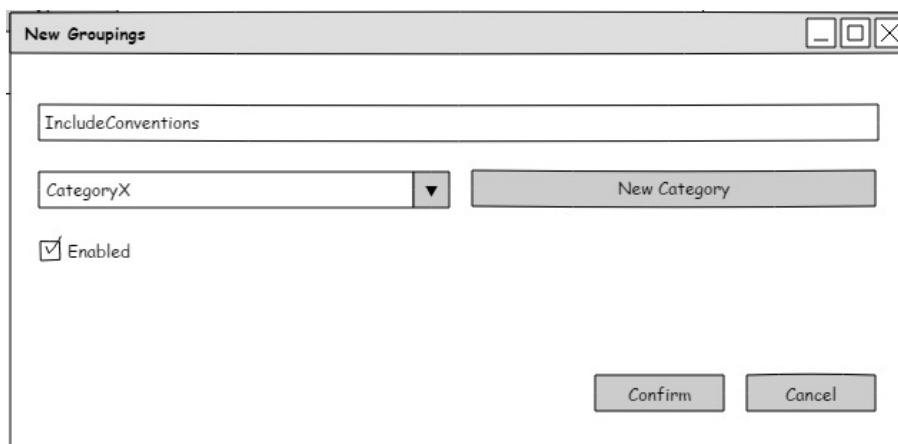 New Groupings
IncludeConventions
CategoryX
New Category
Enabled
Confirm
Cancel